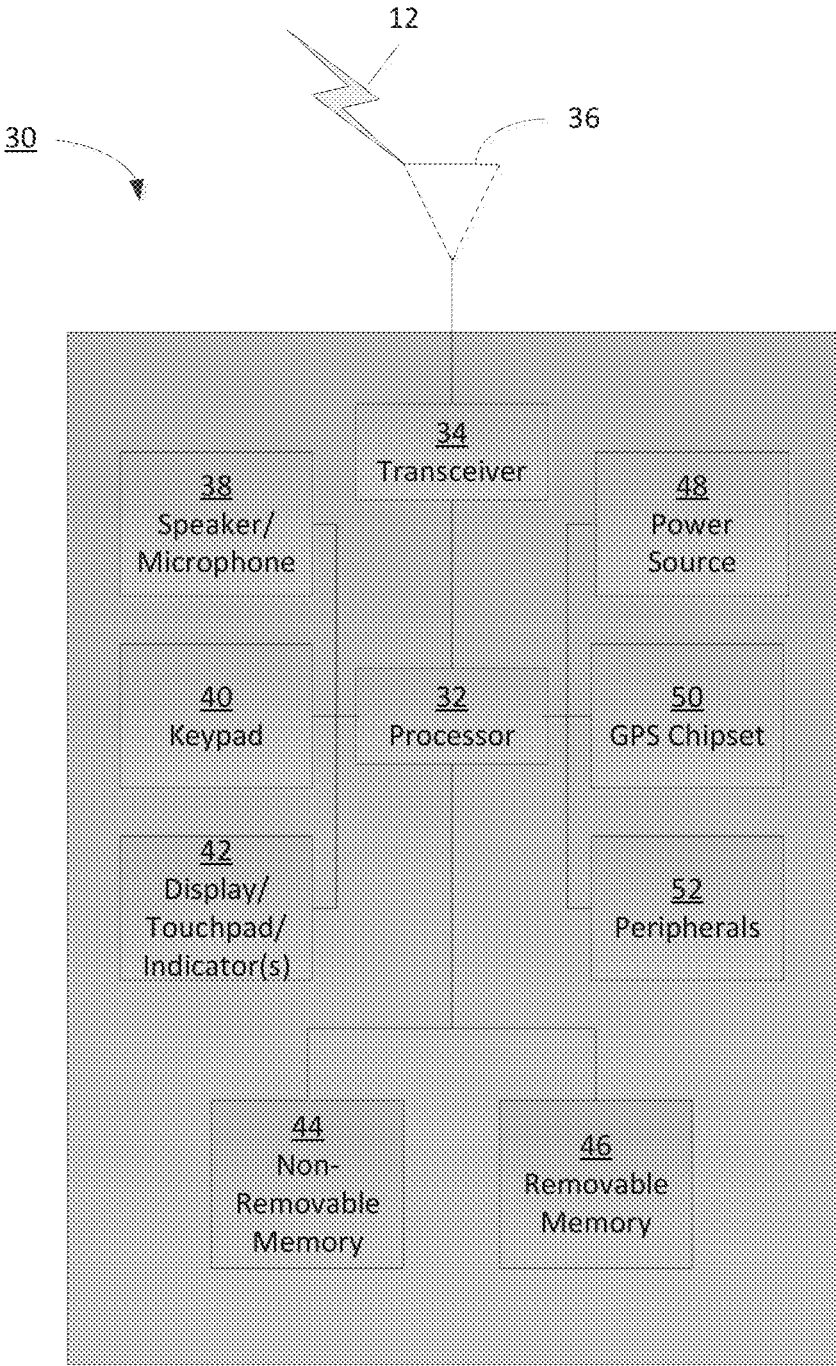 12
36
30
34
Transceiver
38
Speaker/
Microphone
48
Power
Source
40
Keypad
32
Processor
50
GPS Chipset
42
Display/
Touchpad/
Indicator(s)
52
Peripherals
44
Non-
Removable
Memory
46
Removable
Memory